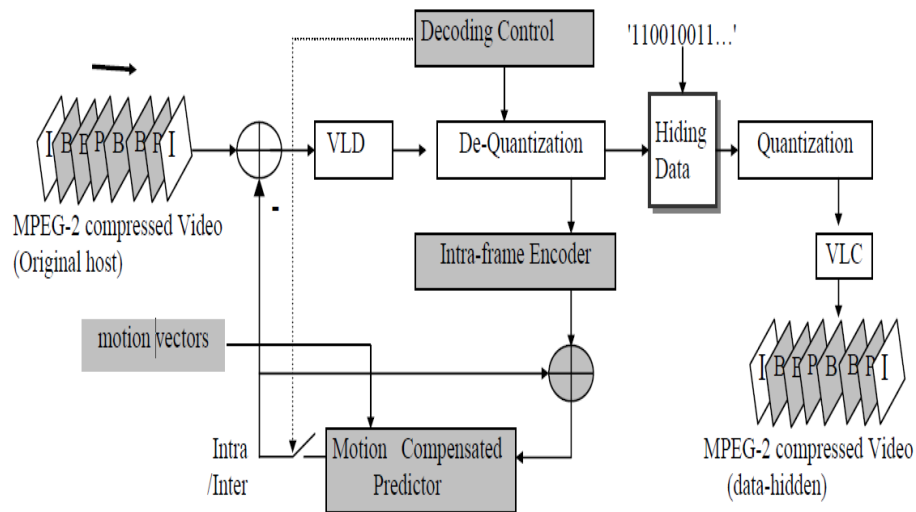 Decoding Control
'110010011…'
I B E P B B F I
VLD
De-Quantization
Hiding
Data
Quantization
-
MPEG-2 compressed Video
(Original host)
Intra-frame Encoder
VLC
motion vectors
I B E P B B F I
Intra
/Inter
Motion Compensated
Predictor
MPEG-2 compressed Video
(data-hidden)